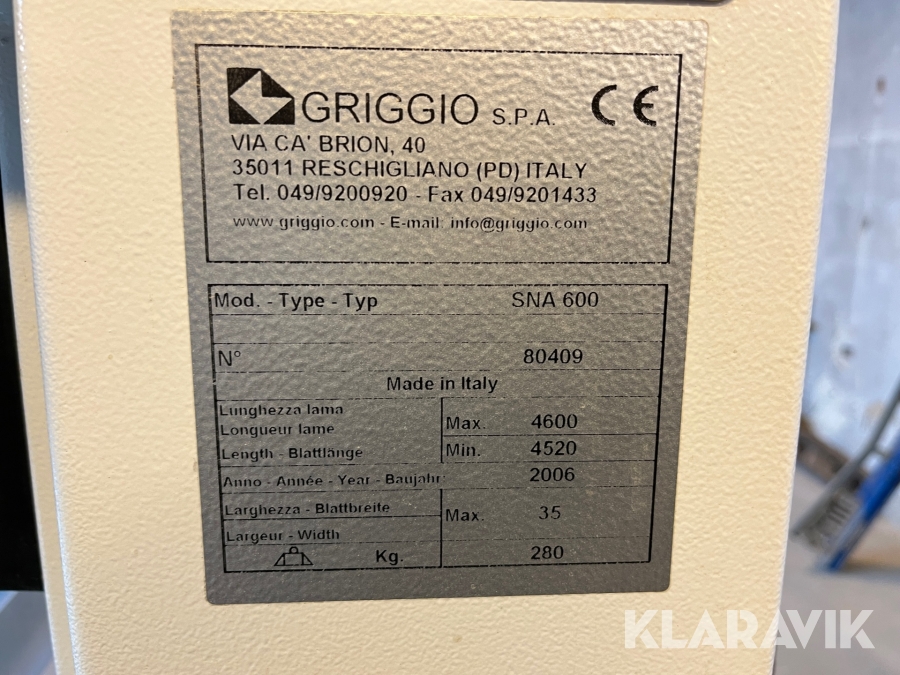 GRIGGIO S.P.A. CE
VIA CA' BRION, 40
35011 RESCHIGLIANO (PD) ITALY
Tel. 049/9200920 - Fax 049/9201433
www.griggio.com - E-mail: info@griggio.com
Mod. - Type - Typ SNA 600
N° 80409
Made in Italy
Lunghezza lama
Longueur lame
Length - Blattlänge
Max. 4600
Min. 4520
Anno - Année - Year - Baujahr 2006
Larghezza - Blattbreite
Largeur - Width
Max. 35
Kg. 280
KLARAVIK